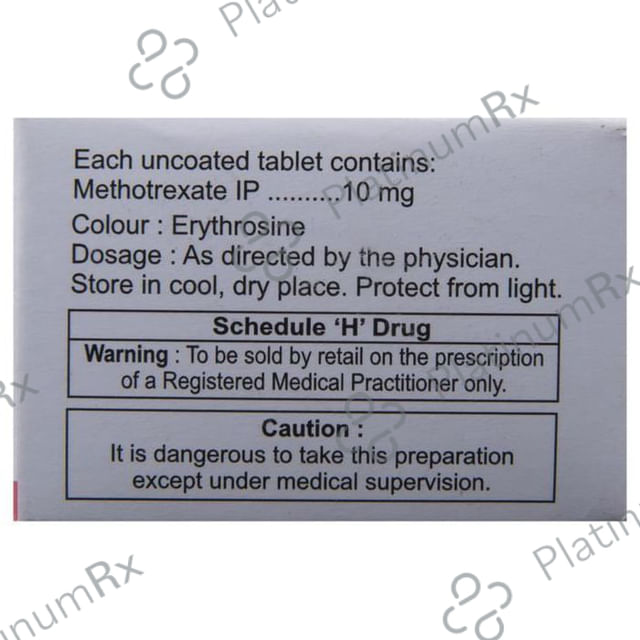 Each uncoated tablet contains:
Methotrexate IP ..........10 mg
Colour : Erythrosine
Dosage : As directed by the physician.
Store in cool, dry place. Protect from light.
Schedule ‘H’ Drug
Warning : To be sold by retail on the prescription
of a Registered Medical Practitioner only.
Caution :
It is dangerous to take this preparation
except under medical supervision.
PlatinumRx